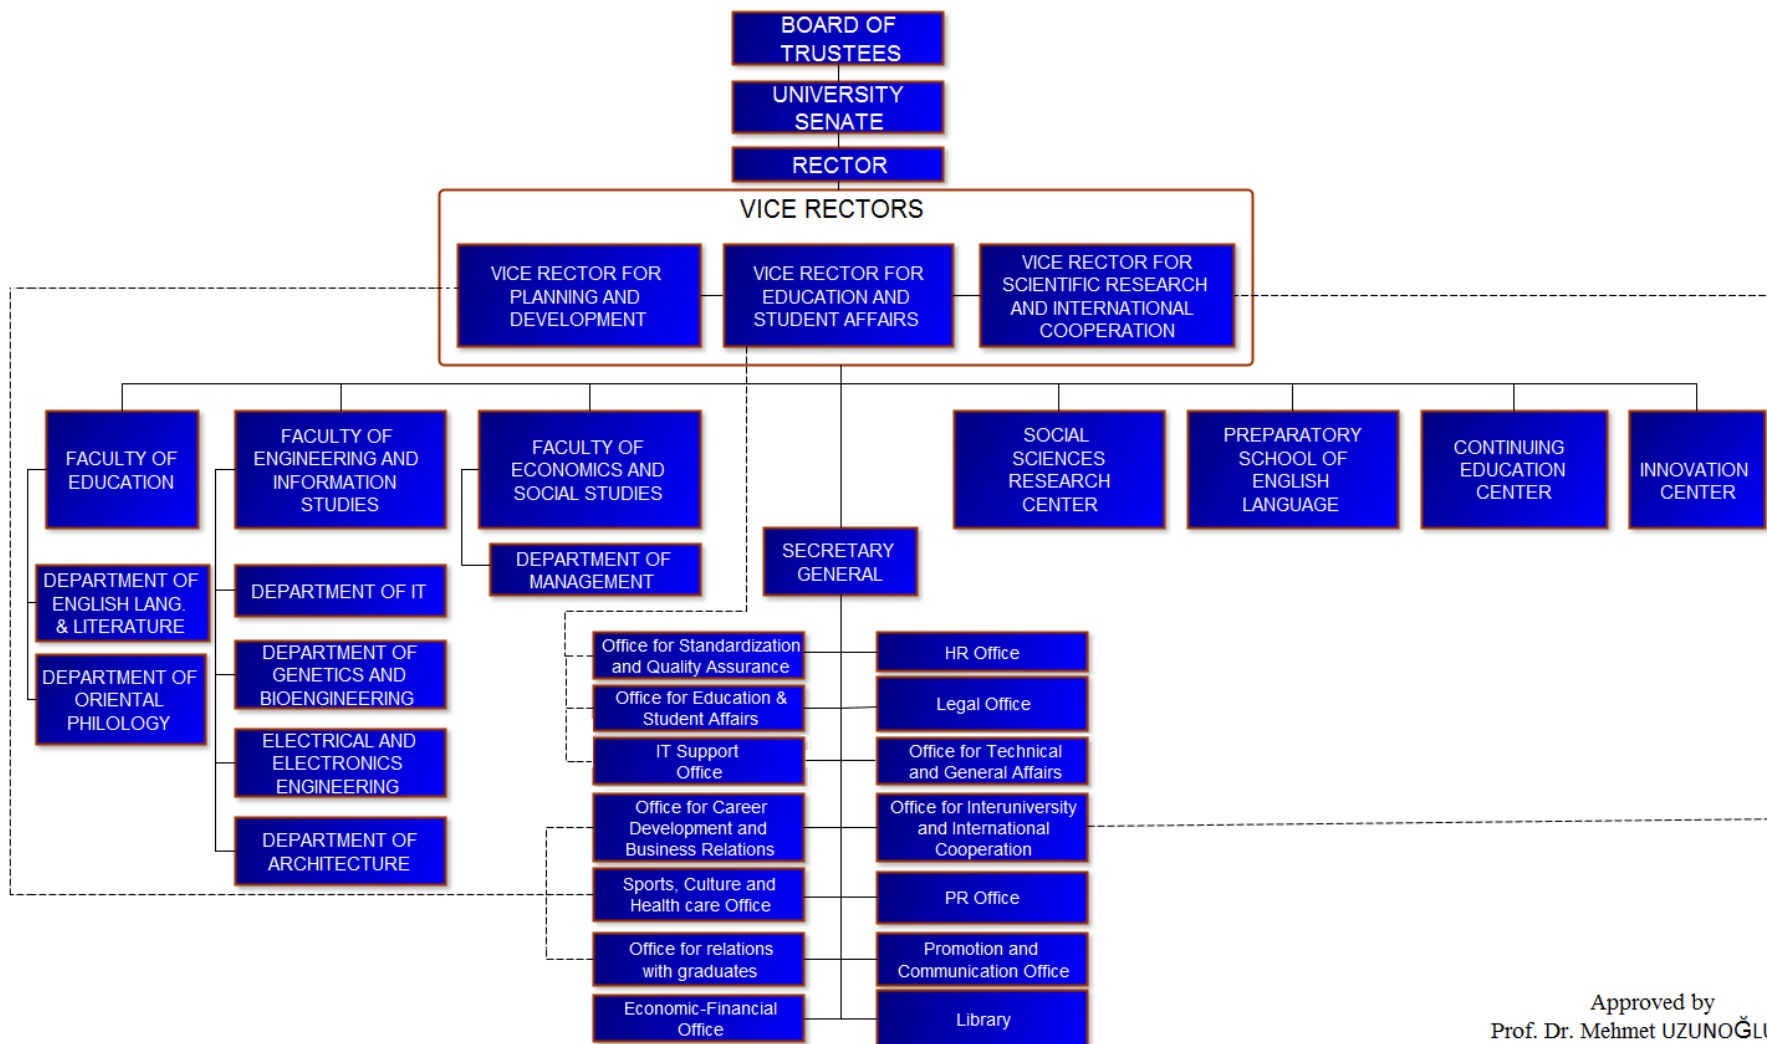 BOARD OF
TRUSTEES
UNIVERSITY
SENATE
RECTOR
VICE RECTORS
VICE RECTOR FOR
PLANNING AND
DEVELOPMENT
VICE RECTOR FOR
EDUCATION AND
STUDENT AFFAIRS
VICE RECTOR FOR
SCIENTIFIC RESEARCH
AND INTERNATIONAL
COOPERATION
FACULTY OF
EDUCATION
FACULTY OF
ENGINEERING AND
INFORMATION
STUDIES
FACULTY OF
ECONOMICS AND
SOCIAL STUDIES
SOCIAL
SCIENCES
RESEARCH
CENTER
PREPARATORY
SCHOOL OF
ENGLISH
LANGUAGE
CONTINUING
EDUCATION
CENTER
INNOVATION
CENTER
DEPARTMENT OF
ENGLISH LANG.
& LITERATURE
DEPARTMENT OF
ORIENTAL
PHILOLOGY
DEPARTMENT OF IT
DEPARTMENT OF
GENETICS AND
BIOENGINEERING
ELECTRICAL AND
ELECTRONICS
ENGINEERING
DEPARTMENT OF
ARCHITECTURE
DEPARTMENT OF
MANAGEMENT
SECRETARY
GENERAL
Office for Standardization
and Quality Assurance
HR Office
Office for Education &
Student Affairs
Legal Office
IT Support
Office
Office for Technical
and General Affairs
Office for Career
Development and
Business Relations
Office for Interuniversity
and International
Cooperation
Sports, Culture and
Health care Office
PR Office
Office for relations
with graduates
Promotion and
Communication Office
Economic-Financial
Office
Library
Approved by
Prof. Dr. Mehmet UZUNOĞLU